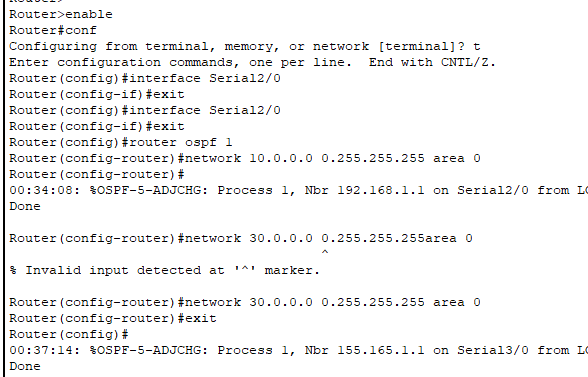 Router>enable
Router#conf
Configuring from terminal, memory, or network [terminal]? t
Enter configuration commands, one per line.  End with CNTL/Z.
Router(config)#interface Serial2/0
Router(config-if)#exit
Router(config)#interface Serial2/0
Router(config-if)#exit
Router(config)#router ospf 1
Router(config-router)#network 10.0.0.0 0.255.255.255 area 0
Router(config-router)#
00:34:08: %OSPF-5-ADJCHG: Process 1, Nbr 192.168.1.1 on Serial2/0 from LO
Done
Router(config-router)#network 30.0.0.0 0.255.255.255area 0
^
% Invalid input detected at '^' marker.
Router(config-router)#network 30.0.0.0 0.255.255.255 area 0
Router(config-router)#exit
Router(config)#
00:37:14: %OSPF-5-ADJCHG: Process 1, Nbr 155.165.1.1 on Serial3/0 from LO
Done